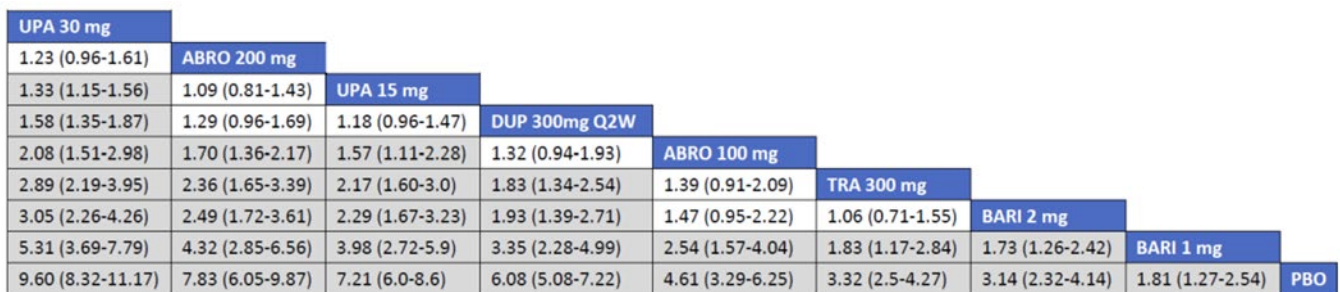 UPA 30 mg
1.23 (0.96-1.61) ABRO 200 mg
1.33 (1.15-1.56) 1.09 (0.81-1.43) UPA 15 mg
1.58 (1.35-1.87) 1.29 (0.96-1.69) 1.18 (0.96-1.47) DUP 300mg Q2W
2.08 (1.51-2.98) 1.70 (1.36-2.17) 1.57 (1.11-2.28) 1.32 (0.94-1.93) ABRO 100 mg
2.89 (2.19-3.95) 2.36 (1.65-3.39) 2.17 (1.60-3.0) 1.83 (1.34-2.54) 1.39 (0.91-2.09) TRA 300 mg
3.05 (2.26-4.26) 2.49 (1.72-3.61) 2.29 (1.67-3.23) 1.93 (1.39-2.71) 1.47 (0.95-2.22) 1.06 (0.71-1.55) BARI 2 mg
5.31 (3.69-7.79) 4.32 (2.85-6.56) 3.98 (2.72-5.9) 3.35 (2.28-4.99) 2.54 (1.57-4.04) 1.83 (1.17-2.84) 1.73 (1.26-2.42) BARI 1 mg
9.60 (8.32-11.17) 7.83 (6.05-9.87) 7.21 (6.0-8.6) 6.08 (5.08-7.22) 4.61 (3.29-6.25) 3.32 (2.5-4.27) 3.14 (2.32-4.14) 1.81 (1.27-2.54) PBO